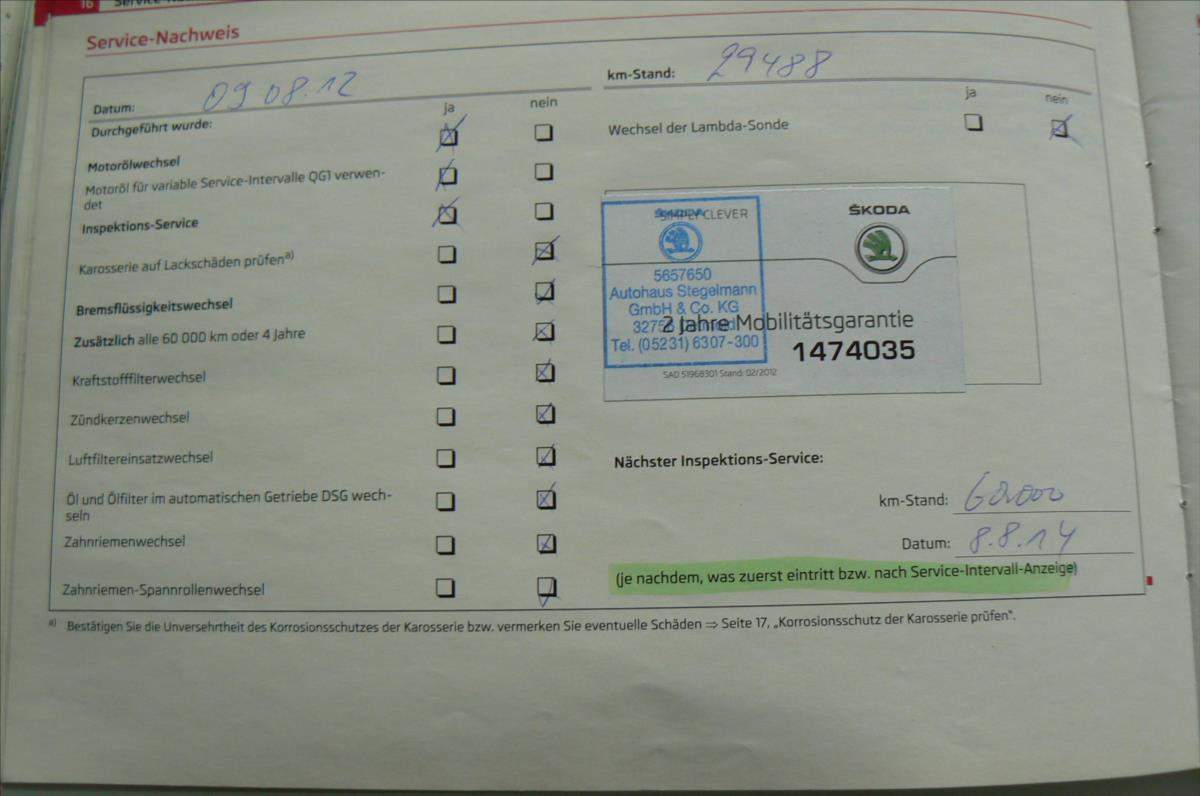 16
Service-Nachweis
Datum: 09 08.12
km-Stand: 29488
ja nein
Durchgeführt wurde:
Motorölwechsel
Motoröl für variable Service-Intervalle QG1 verwen-
det
Inspektions-Service
Karosserie auf Lackschäden prüfen a)
Bremsflüssigkeitswechsel
Zusätzlich alle 60 000 km oder 4 Jahre
Kraftstofffilterwechsel
Zündkerzenwechsel
Luftfiltereinsatzwechsel
Öl und Ölfilter im automatischen Getriebe DSG wech-
seln
Zahnriemenwechsel
Zahnriemen-Spannrollenwechsel
ja nein
Wechsel der Lambda-Sonde
SIMPLY CLEVER
ŠKODA
5657650
Autohaus Stegelmann
GmbH & Co. KG
Tel. (05231) 6307-300
2 Jahre Mobilitätsgarantie
1474035
SAD 51968301 Stand: 02/2012
Nächster Inspektions-Service:
km-Stand: 60.000
Datum: 8.8.14
(je nachdem, was zuerst eintritt bzw. nach Service-Intervall-Anzeige)
a) Bestätigen Sie die Unversehrtheit des Korrosionsschutzes der Karosserie bzw. vermerken Sie eventuelle Schäden ⇒ Seite 17, „Korrosionsschutz der Karosserie prüfen“.